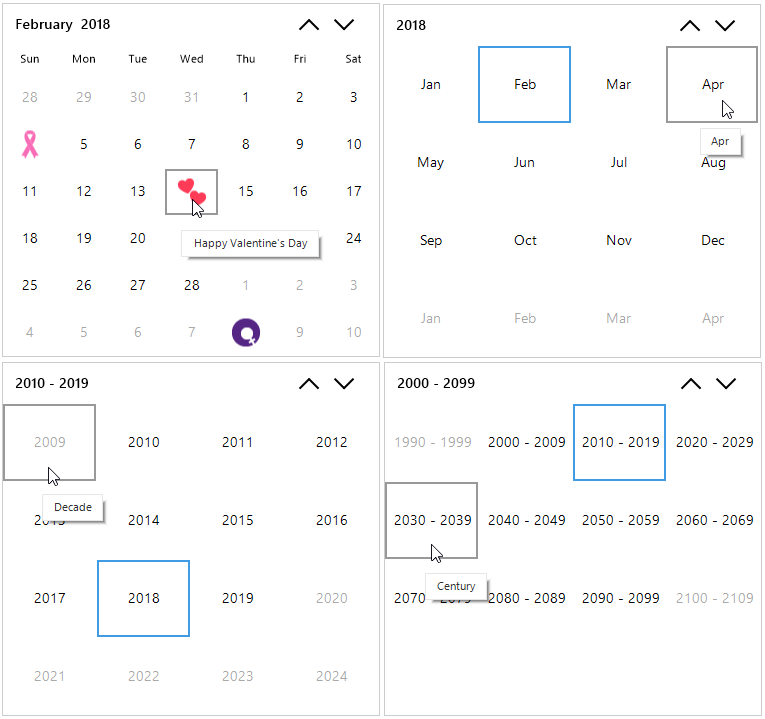 February 2018
Sun Mon Tue Wed Thu Fri Sat
28 29 30 31 1 2 3
5 6 7 8 9 10
11 12 13 15 16 17
18 19 20 24
Happy Valentine's Day
25 26 27 28 1 2 3
4 5 6 7 9 10
2018
Jan Feb Mar Apr
Apr
May Jun Jul Aug
Sep Oct Nov Dec
Jan Feb Mar Apr
2010 - 2019
2009 2010 2011 2012
Decade
2014 2015 2016
2017 2018 2019 2020
2021 2022 2023 2024
2000 - 2099
1990 - 1999 2000 - 2009 2010 - 2019 2020 - 2029
2030 - 2039 2040 - 2049 2050 - 2059 2060 - 2069
Century
2070 2080 - 2089 2090 - 2099 2100 - 2109